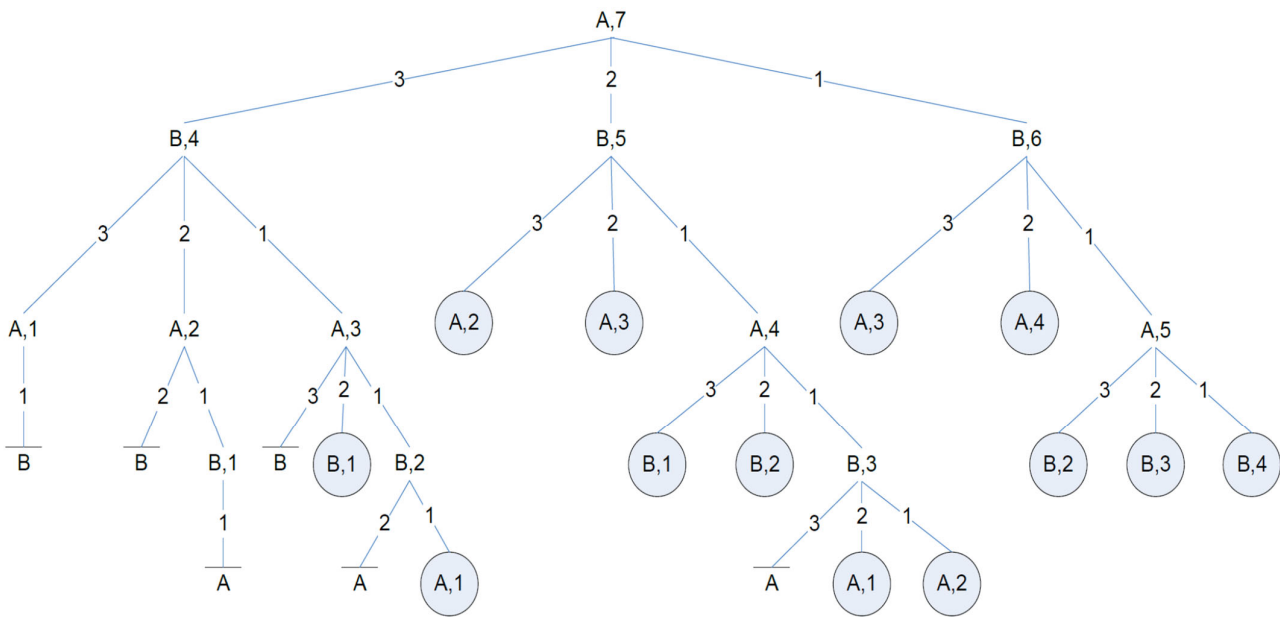 A,7
3 2 1
B,4 B,5 B,6
3 2 1 3 2 1 3 2 1
A,1 A,2 A,3 A,2 A,3 A,4 A,3 A,4 A,5
1 2 1 3 2 1 3 2 1 3 2 1
B B B,1 B B,1 B,2 B,1 B,2 B,3 B,2 B,3 B,4
1 2 1 3 2 1
A A A,1 A A,1 A,2